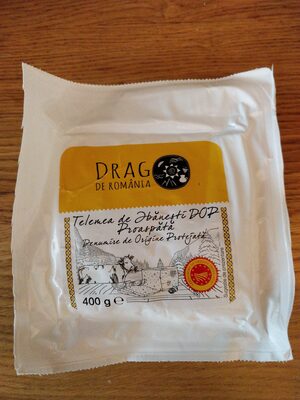 DRAG
DE ROMÂNIA
Telemea de Ibănești DOP
Proaspătă
Denumire de Origine Protejată
400 g e